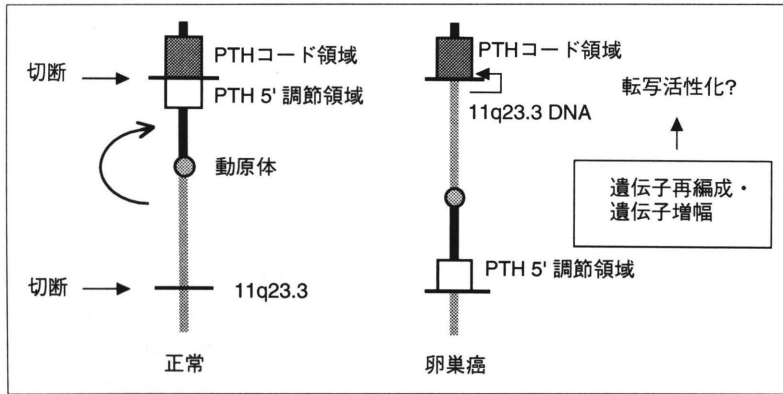 PTHコード領域
切断
PTH 5' 調節領域
動原体
切断
11q23.3
正常
PTHコード領域
11q23.3 DNA
PTH 5' 調節領域
卵巣癌
転写活性化?
遺伝子再編成・
遺伝子増幅